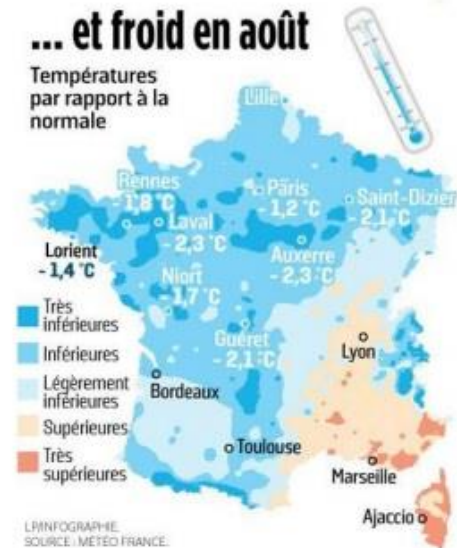 ... et froid en août
Températures
par rapport à la
normale
Lille
Rennes
- 1,8 °C
Paris
- 1,2 °C
Saint-Dizier
- 2,1 °C
Laval
- 2,3 °C
Lorient
- 1,4 °C
Auxerre
- 2,3 °C
Niort
- 1,7 °C
Guéret
- 2,1 °C
Lyon
Bordeaux
Toulouse
Marseille
Ajaccio
Très
inférieures
Inférieures
Légèrement
inférieures
Supérieures
Très
supérieures
LP/INFOGRAPHIE.
SOURCE : MÉTÉO FRANCE.